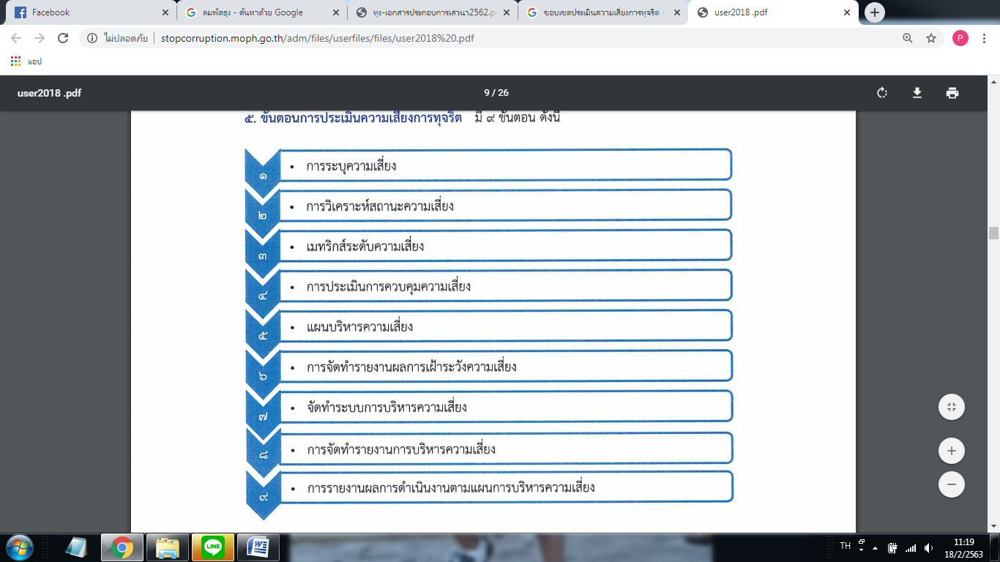 Facebook
ลมพัดธุง - ค้นหาด้วย Google
ทุง-เอกสารประกอบการเสวนา2562.p
ขอบเขตประเมินความเสี่ยงการทุจริต -
user2018 .pdf
ไม่ปลอดภัย
stopcorruption.moph.go.th/adm/files/userfiles/files/user2018%20.pdf
P
แอป
user2018 .pdf
9 / 26
๕. ขั้นตอนการประเมินความเสี่ยงการทุจริต มี ๙ ขั้นตอน ดังนี้
๑ • การระบุความเสี่ยง
๒ • การวิเคราะห์สถานะความเสี่ยง
๓ • เมทริกส์ระดับความเสี่ยง
๔ • การประเมินการควบคุมความเสี่ยง
๕ • แผนบริหารความเสี่ยง
๖ • การจัดทำรายงานผลการเฝ้าระวังความเสี่ยง
๗ • จัดทำระบบการบริหารความเสี่ยง
๘ • การจัดทำรายงานการบริหารความเสี่ยง
๙ • การรายงานผลการดำเนินงานตามแผนการบริหารความเสี่ยง
LINE
TH
11:19
18/2/2563